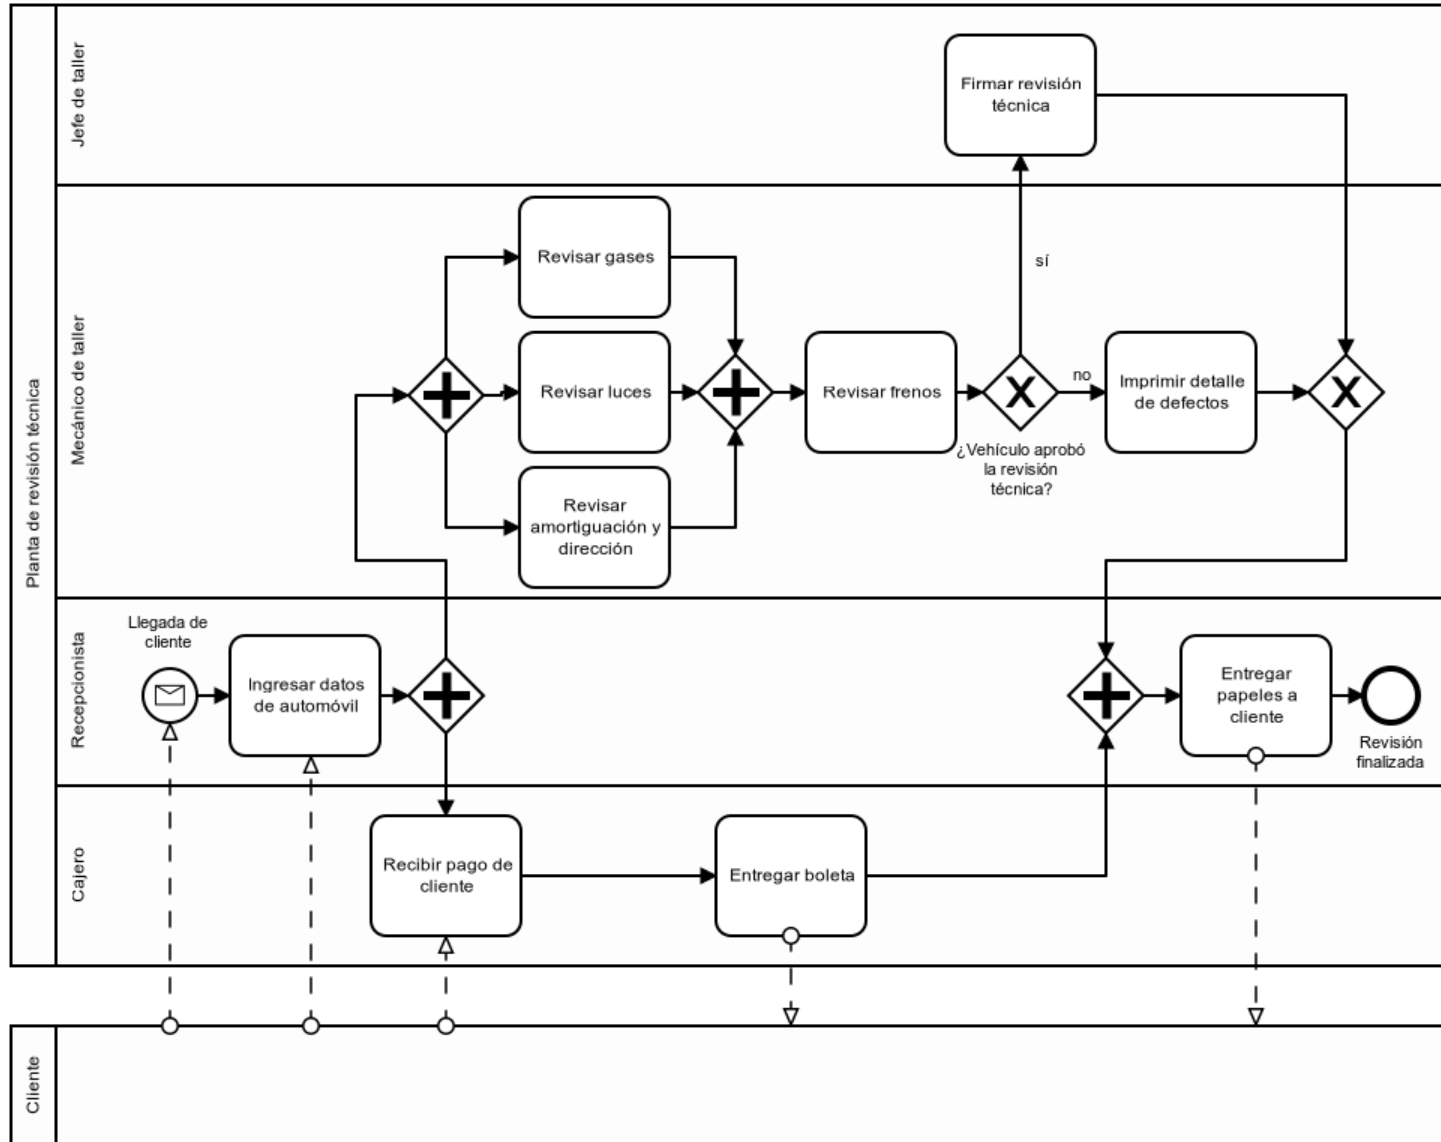 Planta de revisión técnica
Jefe de taller
Firmar revisión
técnica
Mecánico de taller
Revisar gases
Revisar luces
Revisar
amortiguación y
dirección
Revisar frenos
sí
no
¿Vehículo aprobó
la revisión
técnica?
Imprimir detalle
de defectos
Recepcionista
Llegada de
cliente
Ingresar datos
de automóvil
Entregar
papeles a
cliente
Revisión
finalizada
Cajero
Recibir pago de
cliente
Entregar boleta
Cliente